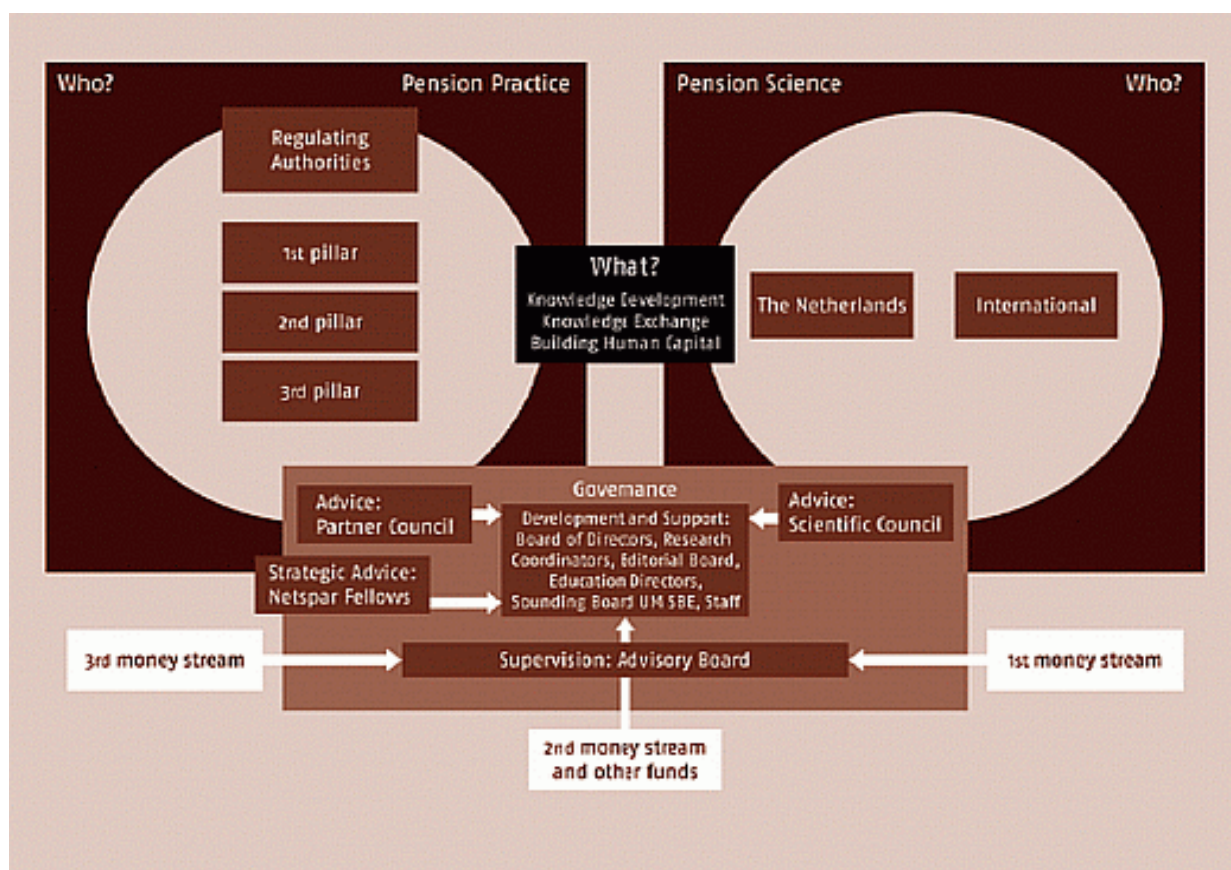 Who?
Pension Practice
Regulating
Authorities
1st pillar
2nd pillar
3rd pillar
Pension Science
Who?
What?
Knowledge Development
Knowledge Exchange
Building Human Capital
The Netherlands
International
Governance
Advice:
Partner Council
Strategic Advice:
Netspar Fellows
Development and Support:
Board of Directors, Research
Coordinators, Editorial Board,
Education Directors,
Sounding Board UM SBE, Staff
Advice:
Scientific Council
3rd money stream
Supervision: Advisory Board
1st money stream
2nd money stream
and other funds